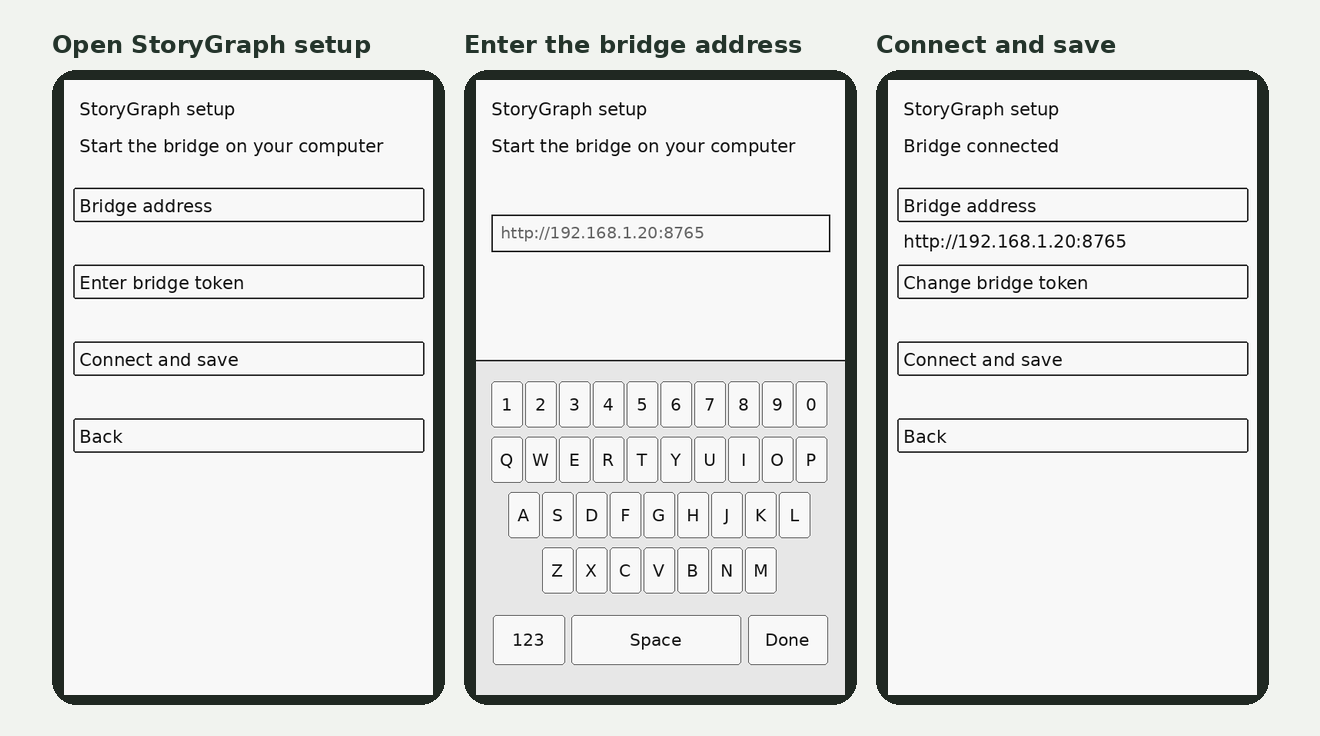 Open StoryGraph setup
StoryGraph setup
Start the bridge on your computer
Bridge address
Enter bridge token
Connect and save
Back
Enter the bridge address
StoryGraph setup
Start the bridge on your computer
http://192.168.1.20:8765
1 2 3 4 5 6 7 8 9 0
Q W E R T Y U I O P
A S D F G H J K L
Z X C V B N M
123 Space Done
Connect and save
StoryGraph setup
Bridge connected
Bridge address
http://192.168.1.20:8765
Change bridge token
Connect and save
Back